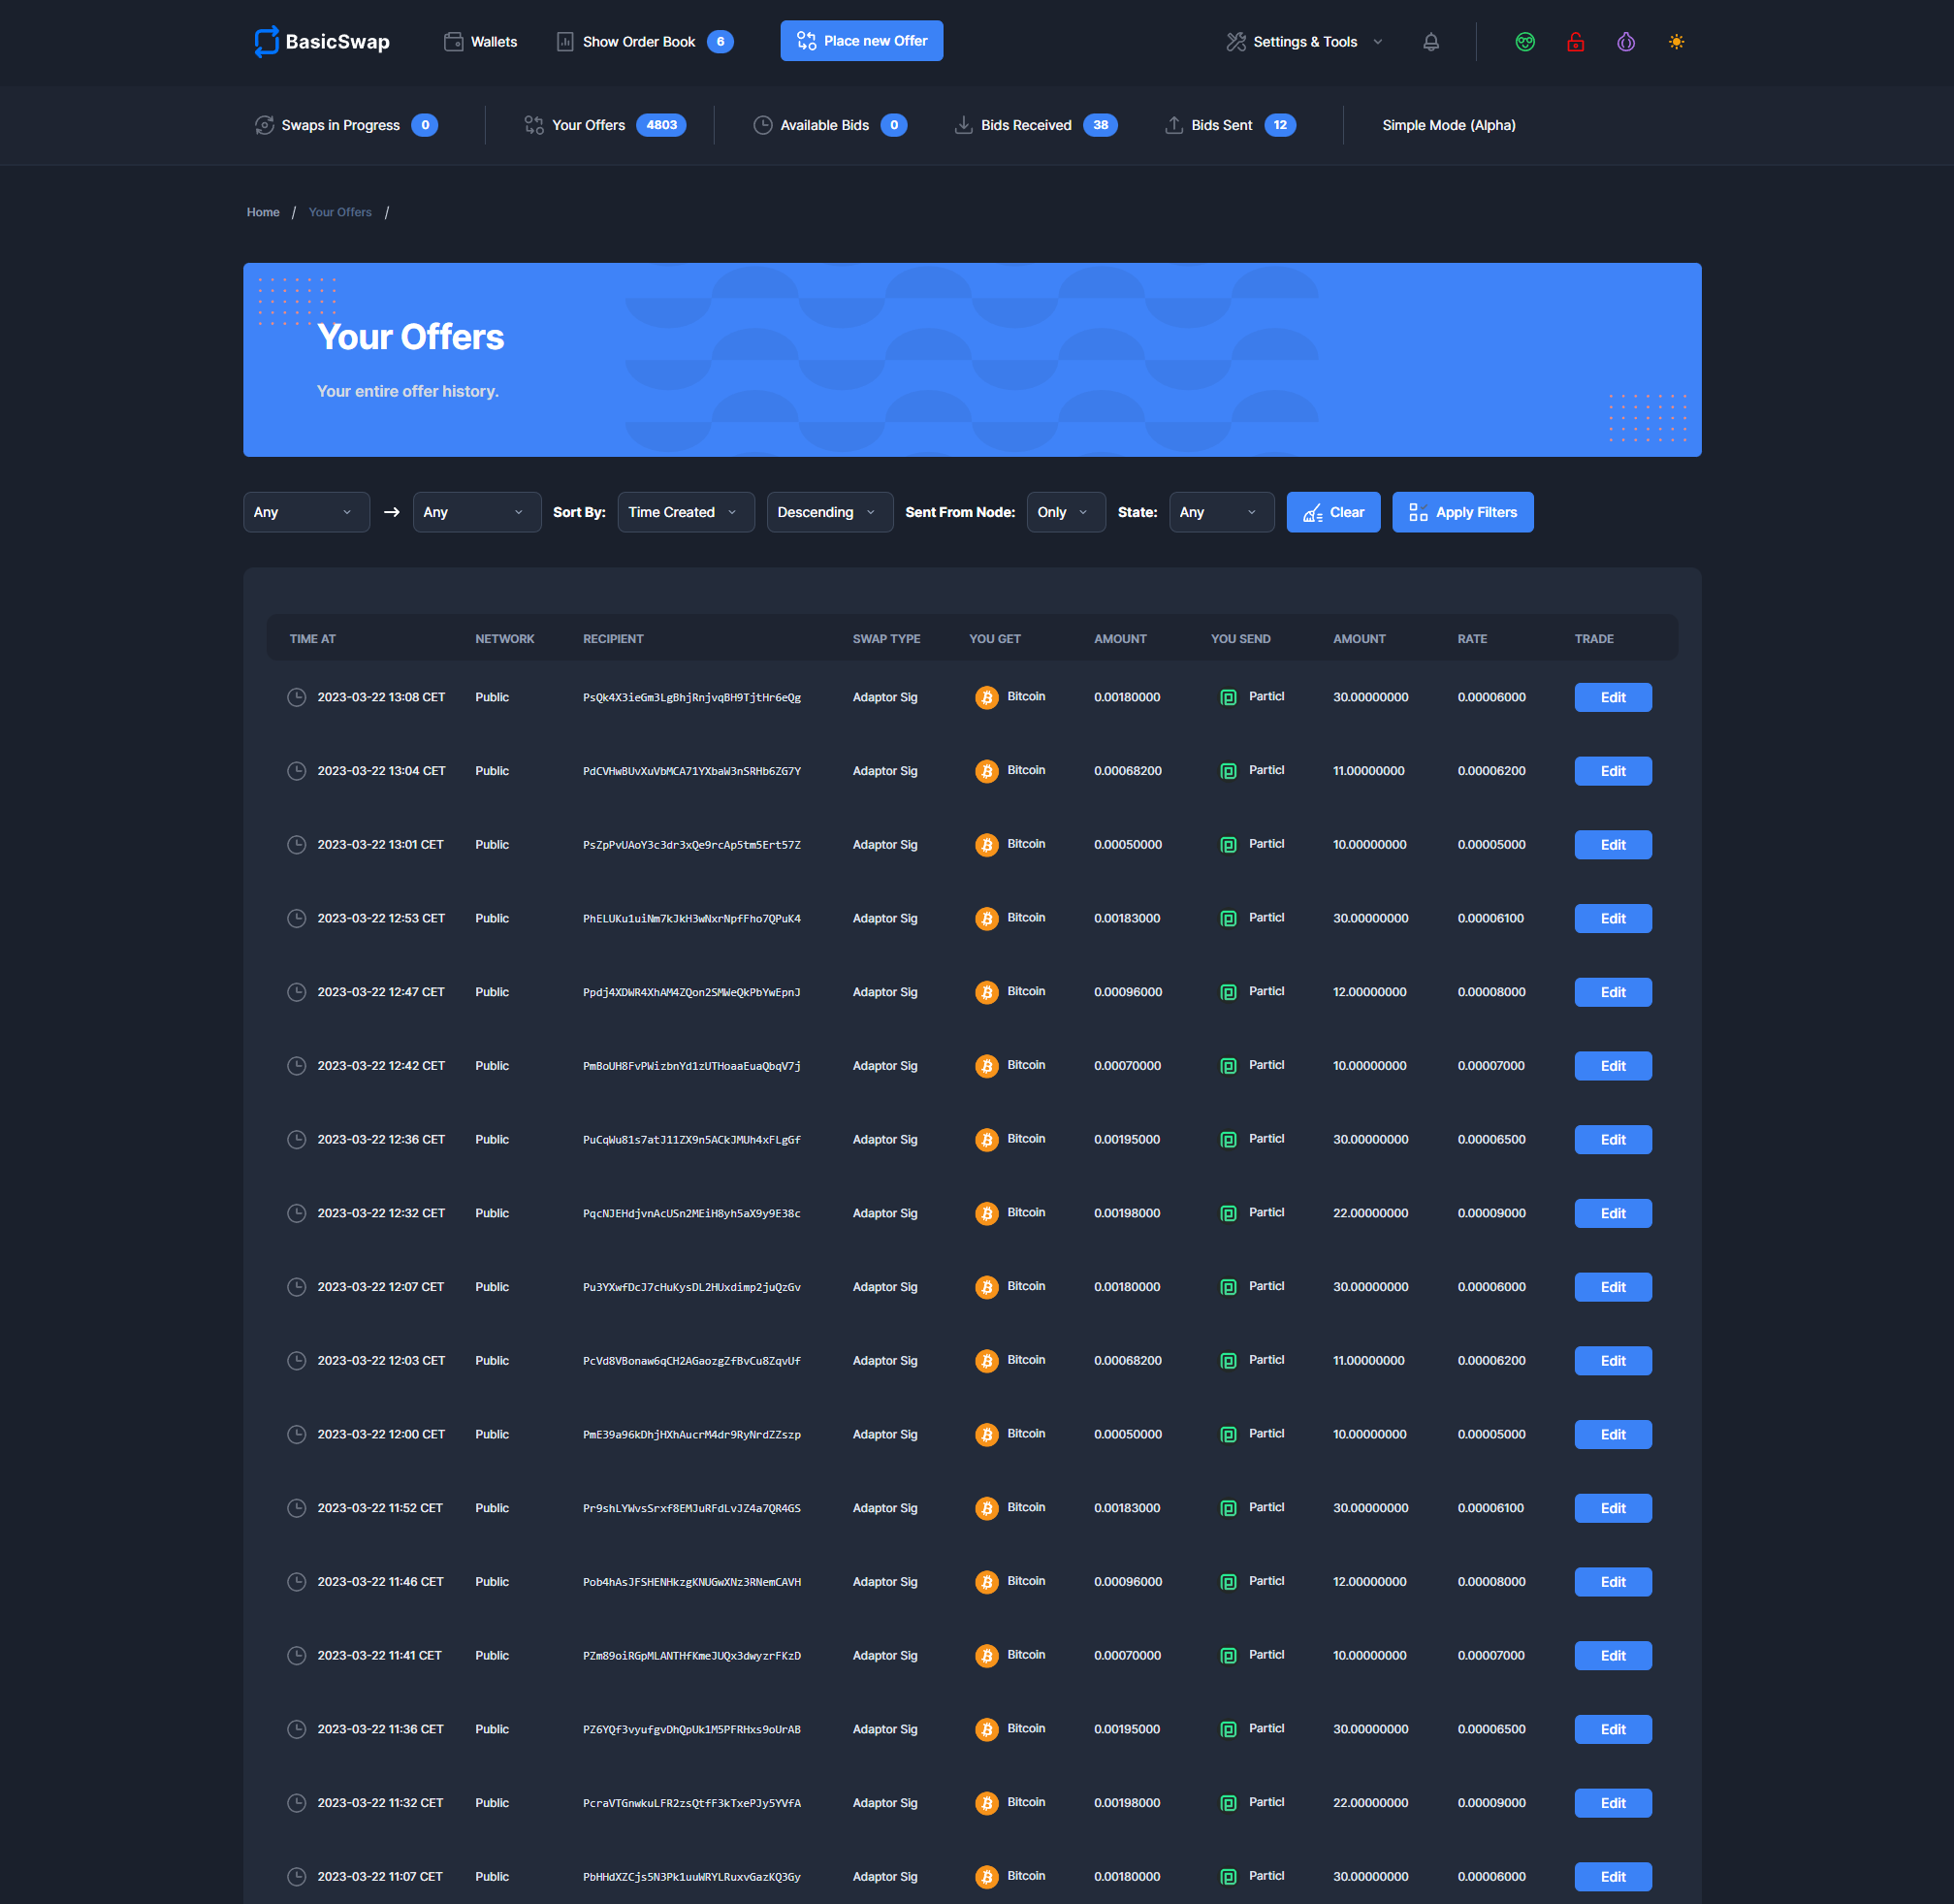 BasicSwap Wallets Show Order Book 6 Place new Offer Settings & Tools
Swaps in Progress 0 Your Offers 4803 Available Bids 0 Bids Received 38 Bids Sent 12 Simple Mode (Alpha)
Home / Your Offers /
Your Offers
Your entire offer history.
Any → Any Sort By: Time Created Descending Sent From Node: Only State: Any Clear Apply Filters
TIME AT NETWORK RECIPIENT SWAP TYPE YOU GET AMOUNT YOU SEND AMOUNT RATE TRADE
2023-03-22 13:08 CET Public PsQk4X3ieGm3LgBhjRnjvqBH9TjtHr6eQg Adaptor Sig Bitcoin 0.00180000 Particl 30.00000000 0.00006000 Edit
2023-03-22 13:04 CET Public PdCVHwBUvXuVbMCA71YXbaW3nSRHb6ZG7Y Adaptor Sig Bitcoin 0.00068200 Particl 11.00000000 0.00006200 Edit
2023-03-22 13:01 CET Public PsZpPvUAoY3c3dr3xQe9rcAp5tm5Ert57Z Adaptor Sig Bitcoin 0.00050000 Particl 10.00000000 0.00005000 Edit
2023-03-22 12:53 CET Public PhELUKu1uiNm7kJkH3wNxrNpfFho7QPuK4 Adaptor Sig Bitcoin 0.00183000 Particl 30.00000000 0.00006100 Edit
2023-03-22 12:47 CET Public Ppdj4XDWR4XhAM4ZQon2SMWeQkPbYwEpnJ Adaptor Sig Bitcoin 0.00096000 Particl 12.00000000 0.00008000 Edit
2023-03-22 12:42 CET Public PmBoUH8FvPWizbnYd1zUTHoaaEuaQbqV7j Adaptor Sig Bitcoin 0.00070000 Particl 10.00000000 0.00007000 Edit
2023-03-22 12:36 CET Public PuCqWu81s7atJ11ZX9n5ACkJMUh4xFLgGf Adaptor Sig Bitcoin 0.00195000 Particl 30.00000000 0.00006500 Edit
2023-03-22 12:32 CET Public PqcNJEHdjvnAcUSn2MEiH8yh5aX9y9E38c Adaptor Sig Bitcoin 0.00198000 Particl 22.00000000 0.00009000 Edit
2023-03-22 12:07 CET Public Pu3YXwfDcJ7cHuKysDL2HUxdimp2juQzGv Adaptor Sig Bitcoin 0.00180000 Particl 30.00000000 0.00006000 Edit
2023-03-22 12:03 CET Public PcVd8VBonaw6qCH2AGaozgZfBvCu8ZqvUf Adaptor Sig Bitcoin 0.00068200 Particl 11.00000000 0.00006200 Edit
2023-03-22 12:00 CET Public PmE39a96kDhjHXhAucrM4dr9RyNrdZZszp Adaptor Sig Bitcoin 0.00050000 Particl 10.00000000 0.00005000 Edit
2023-03-22 11:52 CET Public Pr9shLYWvsSrxf8EMJuRFdLvJZ4a7QR4GS Adaptor Sig Bitcoin 0.00183000 Particl 30.00000000 0.00006100 Edit
2023-03-22 11:46 CET Public Pob4hAsJFSHENHkzgKNUGwXNz3RNemCAVH Adaptor Sig Bitcoin 0.00096000 Particl 12.00000000 0.00008000 Edit
2023-03-22 11:41 CET Public PZm89oiRGpMLANTHfKmeJUQx3dwyzrFKzD Adaptor Sig Bitcoin 0.00070000 Particl 10.00000000 0.00007000 Edit
2023-03-22 11:36 CET Public PZ6YQf3vyufgvDhQpUk1M5PFRHxs9oUrAB Adaptor Sig Bitcoin 0.00195000 Particl 30.00000000 0.00006500 Edit
2023-03-22 11:32 CET Public PcraVTGnwkuLFR2zsQtfF3kTxePJy5YVfA Adaptor Sig Bitcoin 0.00198000 Particl 22.00000000 0.00009000 Edit
2023-03-22 11:07 CET Public PbHHdXZCjs5N3Pk1uuWRYLRuxvGazKQ3Gy Adaptor Sig Bitcoin 0.00180000 Particl 30.00000000 0.00006000 Edit